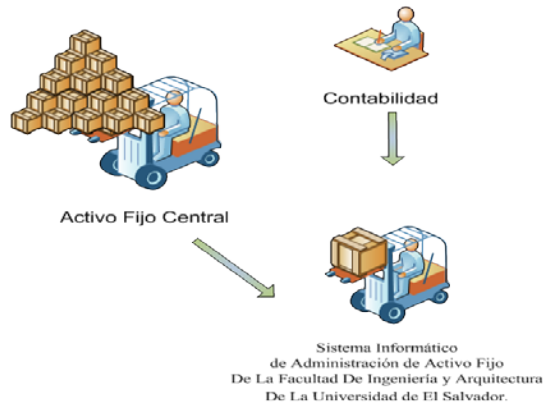 Contabilidad
Activo Fijo Central
Sistema Informático
de Administración de Activo Fijo
De La Facultad De Ingeniería y Arquitectura
De La Universidad de El Salvador.